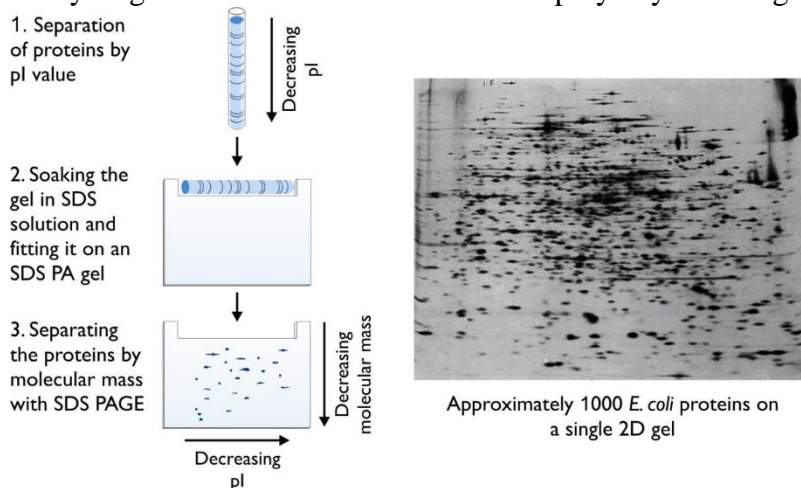 1. Separation
of proteins by
pI value
Decreasing
pI
2. Soaking the
gel in SDS
solution and
fitting it on an
SDS PA gel
3. Separating
the proteins by
molecular mass
with SDS PAGE
Decreasing
molecular mass
Decreasing
pI
Approximately 1000 E. coli proteins on
a single 2D gel